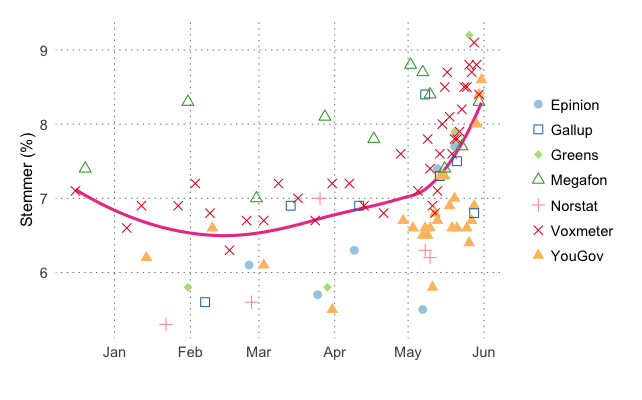 Stemmer (%)
9
8
7
6
Jan Feb Mar Apr May Jun
Epinion
Gallup
Greens
Megafon
Norstat
Voxmeter
YouGov